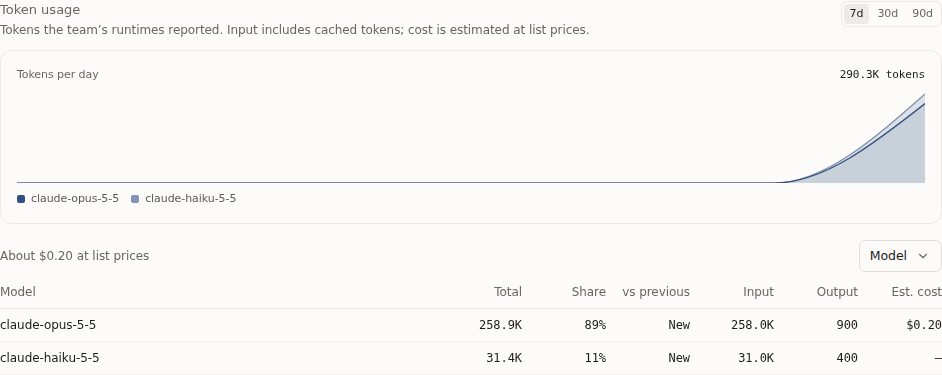 Token usage
7d 30d 90d
Tokens the team’s runtimes reported. Input includes cached tokens; cost is estimated at list prices.
Tokens per day
290.3K tokens
claude-opus-5-5 claude-haiku-5-5
About $0.20 at list prices
Model
Model Total Share vs previous Input Output Est. cost
claude-opus-5-5 258.9K 89% New 258.0K 900 $0.20
claude-haiku-5-5 31.4K 11% New 31.0K 400 —